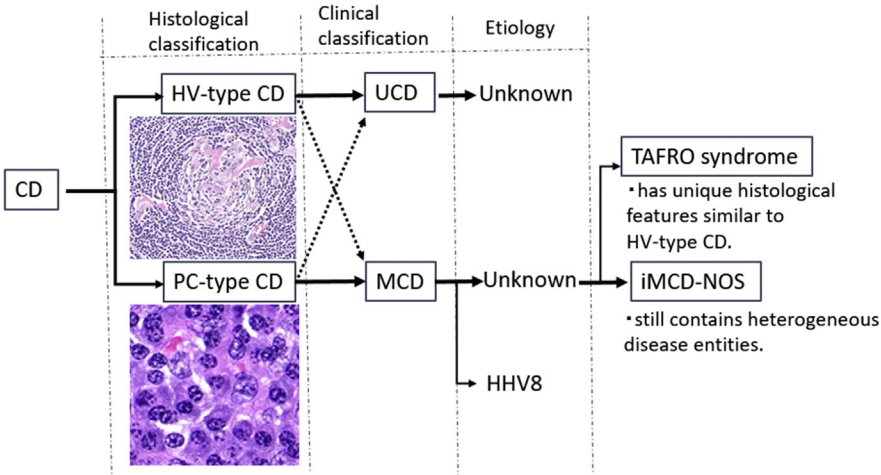 Histological
classification
Clinical
classification
Etiology
CD
HV-type CD
UCD
Unknown
PC-type CD
MCD
Unknown
HHV8
TAFRO syndrome
・has unique histological
features similar to
HV-type CD.
iMCD-NOS
・still contains heterogeneous
disease entities.